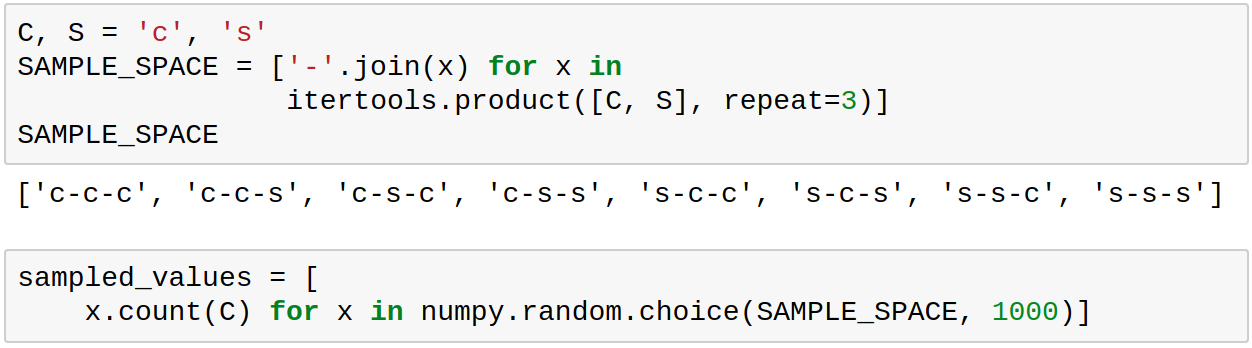 C, S = 'c', 's'
SAMPLE_SPACE = ['-'.join(x) for x in
                itertools.product([C, S], repeat=3)]
SAMPLE_SPACE
['c-c-c', 'c-c-s', 'c-s-c', 'c-s-s', 's-c-c', 's-c-s', 's-s-c', 's-s-s']
sampled_values = [
    x.count(C) for x in numpy.random.choice(SAMPLE_SPACE, 1000)]